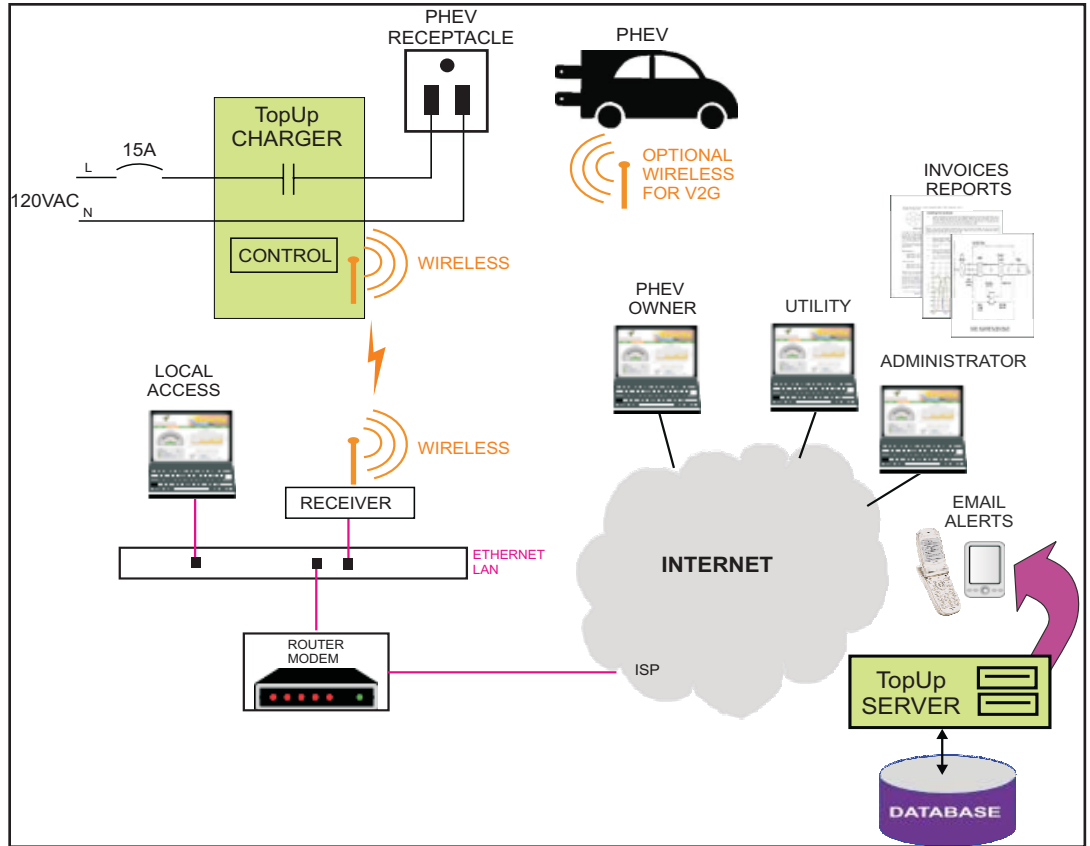 PHEV
RECEPTACLE
PHEV
TopUp
CHARGER
15A
L
120VAC
N
CONTROL
WIRELESS
OPTIONAL
WIRELESS
FOR V2G
INVOICES
REPORTS
PHEV
OWNER
UTILITY
ADMINISTRATOR
LOCAL
ACCESS
WIRELESS
RECEIVER
ETHERNET
LAN
INTERNET
EMAIL
ALERTS
ROUTER
MODEM
ISP
TopUp
SERVER
DATABASE